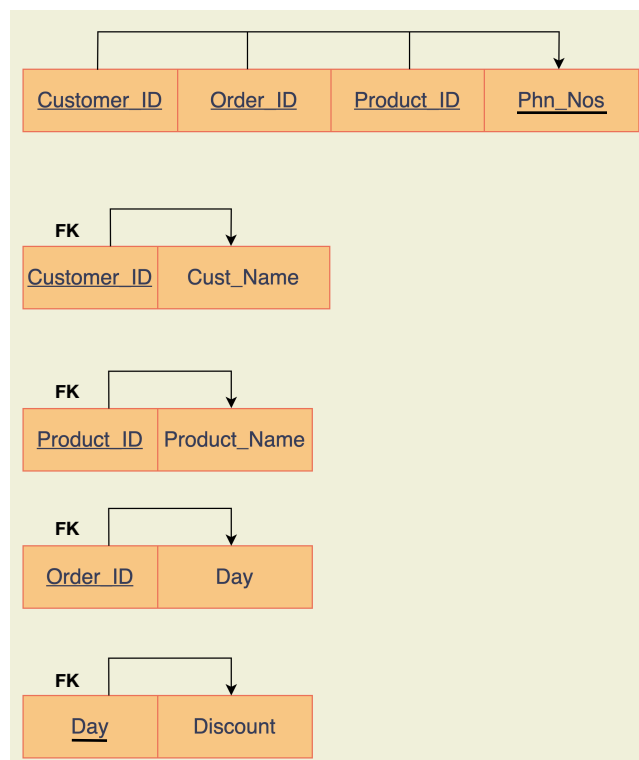 Customer_ID Order_ID Product_ID Phn_Nos
FK
Customer_ID Cust_Name
FK
Product_ID Product_Name
FK
Order_ID Day
FK
Day Discount